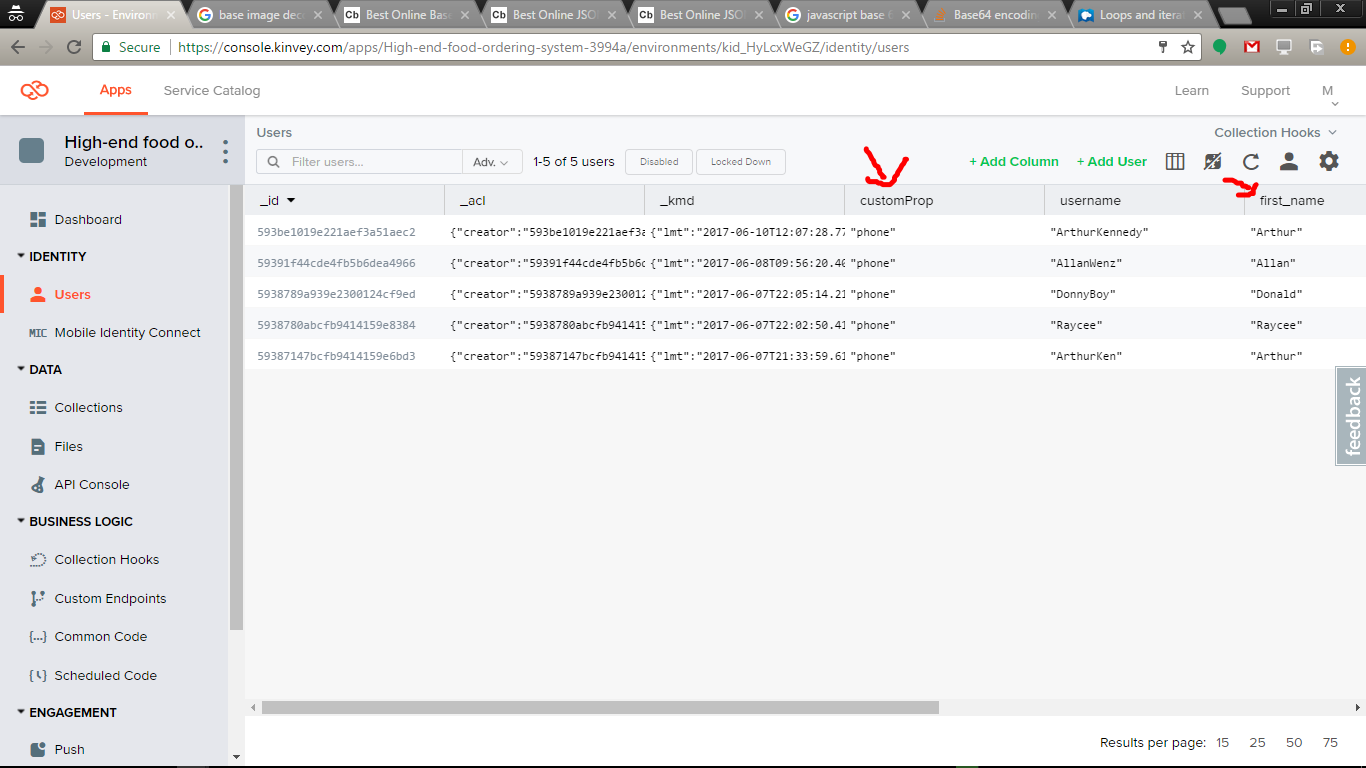 Users - Environ
base image dec
Cb Best Online Base
Cb Best Online JSO
Cb Best Online JSO
javascript base 6
Base64 encodin
Loops and itera
Secure https://console.kinvey.com/apps/High-end-food-ordering-system-3994a/environments/kid_HyLcxWeGZ/identity/users
Apps Service Catalog Learn Support M
High-end food o..
Development
Users Collection Hooks
Filter users... Adv. 1-5 of 5 users Disabled Locked Down + Add Column + Add User
Dashboard
IDENTITY
Users
MIC Mobile Identity Connect
DATA
Collections
Files
API Console
BUSINESS LOGIC
Collection Hooks
Custom Endpoints
{...} Common Code
Scheduled Code
ENGAGEMENT
Push
_id _acl _kmd customProp username first_name
593be1019e221aef3a51aec2 {"creator":"593be1019e221aef3a {"lmt":"2017-06-10T12:07:28.77 "phone" "ArthurKennedy" "Arthur"
59391f44cde4fb5b6dea4966 {"creator":"59391f44cde4fb5b6d {"lmt":"2017-06-08T09:56:20.40 "phone" "AllanWenz" "Allan"
5938789a939e2300124cf9ed {"creator":"5938789a939e230012 {"lmt":"2017-06-07T22:05:14.21 "phone" "DonnyBoy" "Donald"
5938780abcfb9414159e8384 {"creator":"5938780abcfb941415 {"lmt":"2017-06-07T22:02:50.41 "phone" "Raycee" "Raycee"
59387147bcfb9414159e6bd3 {"creator":"59387147bcfb941415 {"lmt":"2017-06-07T21:33:59.61 "phone" "ArthurKen" "Arthur"
feedback
Results per page: 15 25 50 75